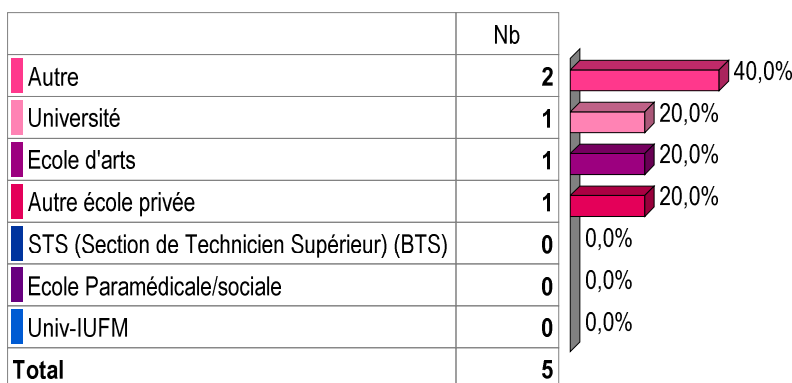 Nb
Autre 2 40,0%
Université 1 20,0%
Ecole d'arts 1 20,0%
Autre école privée 1 20,0%
STS (Section de Technicien Supérieur) (BTS) 0 0,0%
Ecole Paramédicale/sociale 0 0,0%
Univ-IUFM 0 0,0%
Total 5